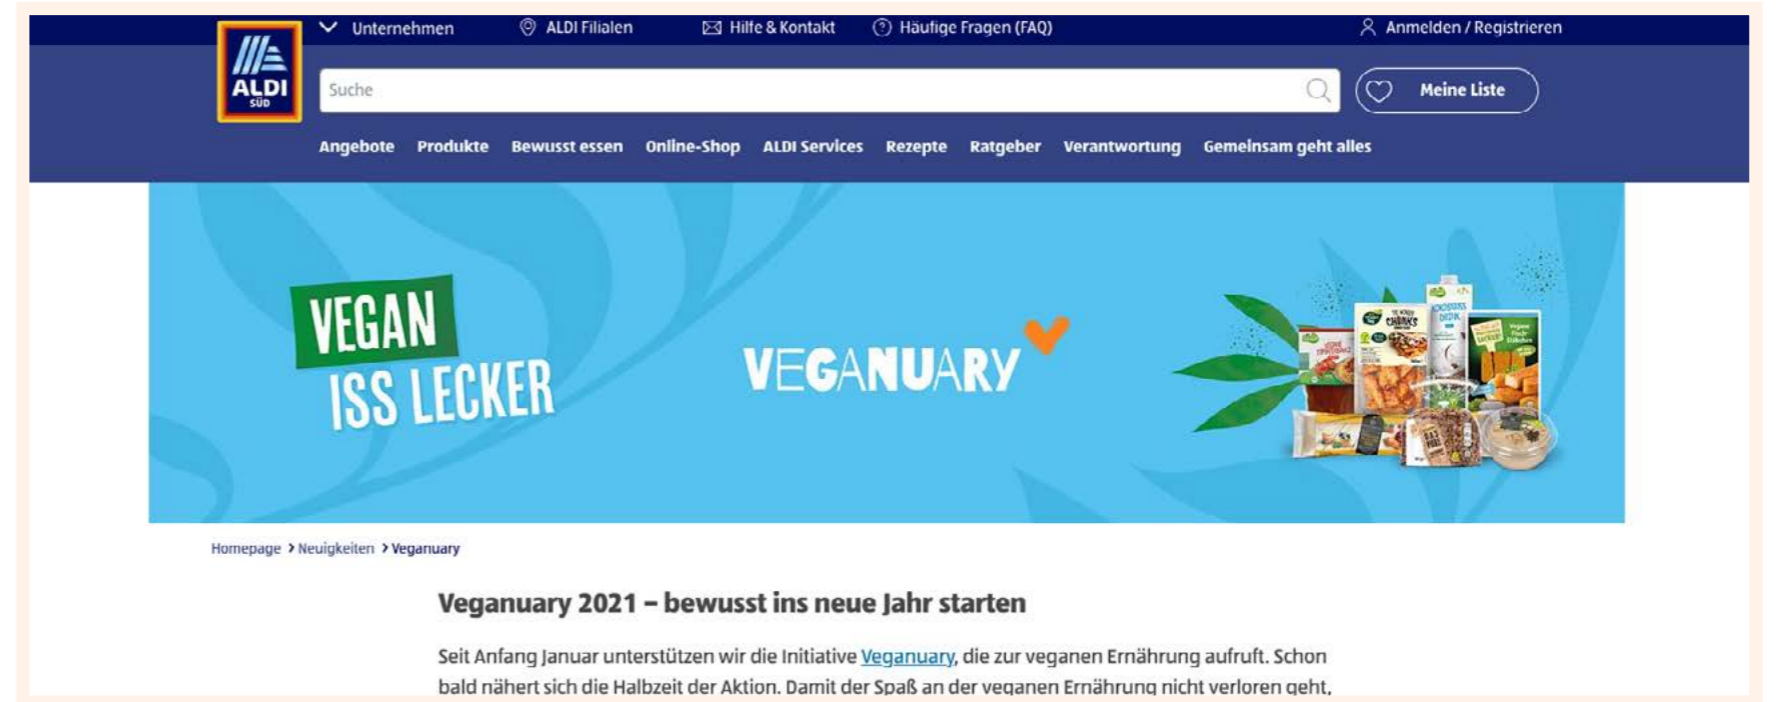 Unternehmen
ALDI Filialen
Hilfe & Kontakt
Häufige Fragen (FAQ)
Anmelden / Registrieren
ALDI
SÜD
Suche
Meine Liste
Angebote Produkte Bewusst essen Online-Shop ALDI Services Rezepte Ratgeber Verantwortung Gemeinsam geht alles
VEGAN
ISS LECKER
VEGANUARY
CHUNKS
Homepage > Neuigkeiten > Veganuary
Veganuary 2021 – bewusst ins neue Jahr starten
Seit Anfang Januar unterstützen wir die Initiative Veganuary, die zur veganen Ernährung aufruft. Schon
bald nähert sich die Halbzeit der Aktion. Damit der Spaß an der veganen Ernährung nicht verloren geht,